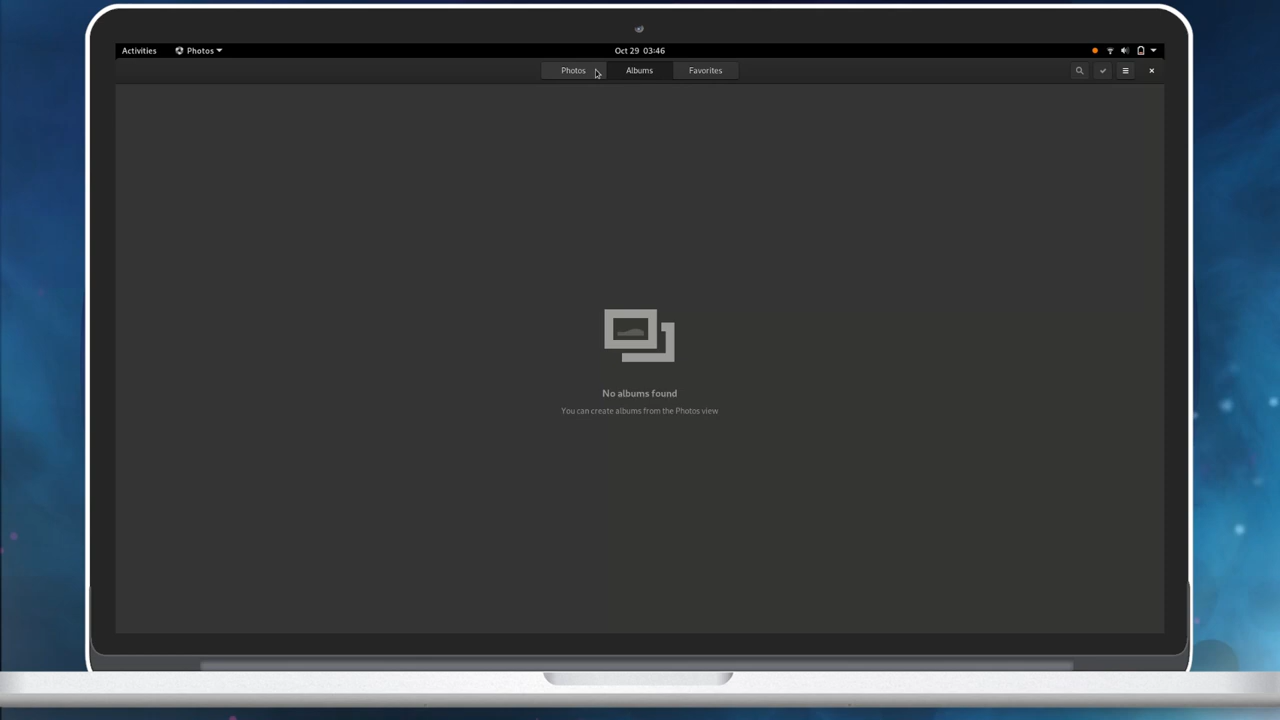 Activities Photos Oct 29 03:46
Photos Albums Favorites
No albums found
You can create albums from the Photos view